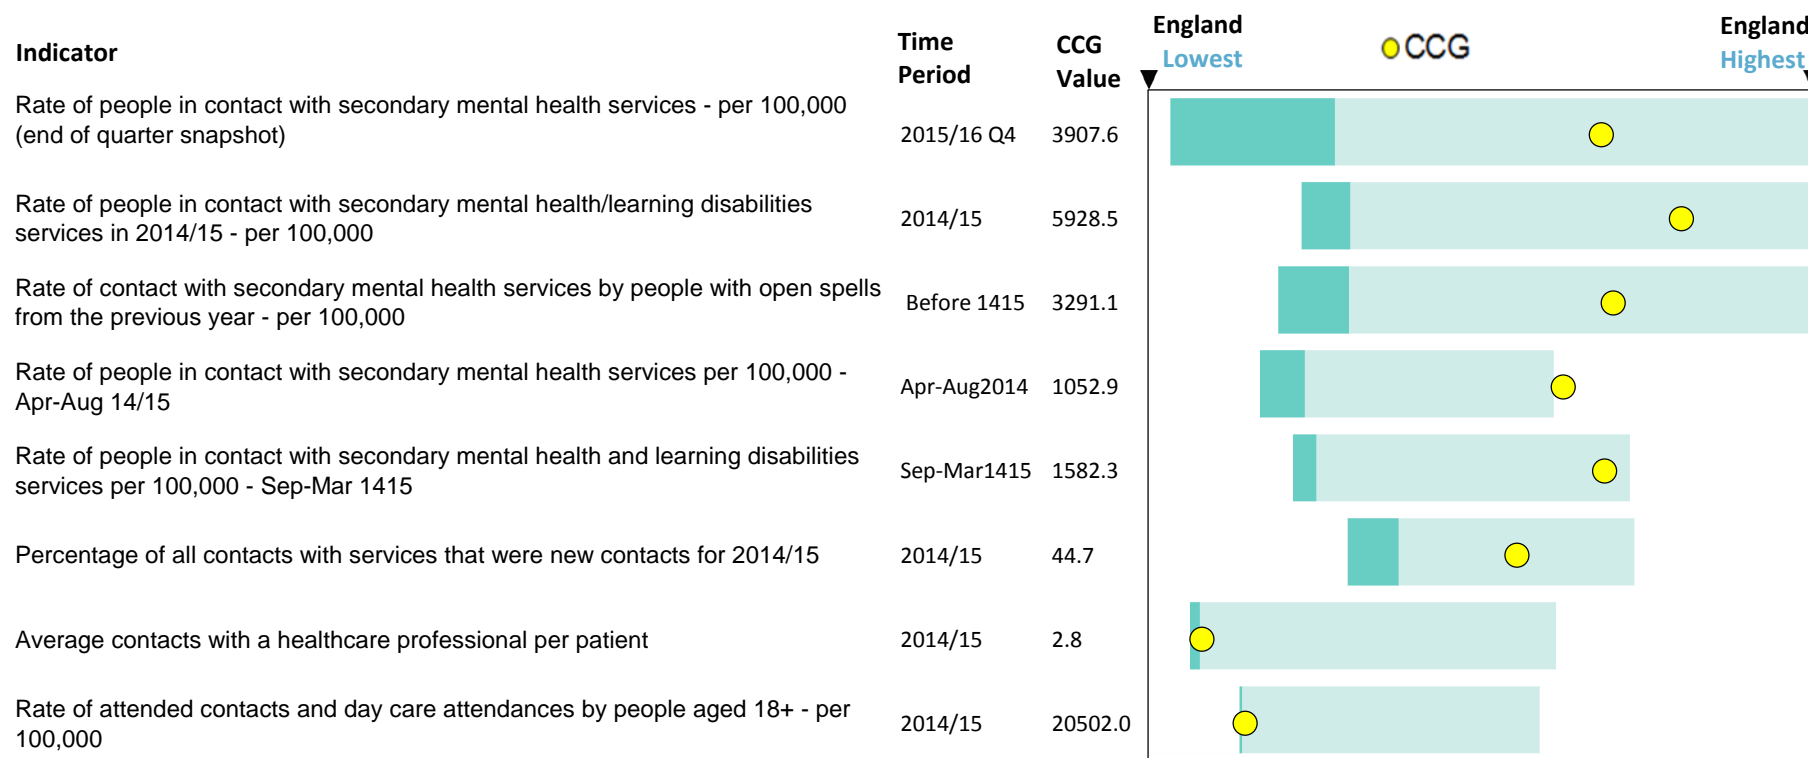 Indicator
Time Period
CCG Value
England Lowest
CCG
England Highest
Rate of people in contact with secondary mental health services - per 100,000
(end of quarter snapshot)
2015/16 Q4 3907.6
Rate of people in contact with secondary mental health/learning disabilities
services in 2014/15 - per 100,000
2014/15 5928.5
Rate of contact with secondary mental health services by people with open spells
from the previous year - per 100,000
Before 1415 3291.1
Rate of people in contact with secondary mental health services per 100,000 -
Apr-Aug 14/15
Apr-Aug2014 1052.9
Rate of people in contact with secondary mental health and learning disabilities
services per 100,000 - Sep-Mar 1415
Sep-Mar1415 1582.3
Percentage of all contacts with services that were new contacts for 2014/15
2014/15 44.7
Average contacts with a healthcare professional per patient
2014/15 2.8
Rate of attended contacts and day care attendances by people aged 18+ - per
100,000
2014/15 20502.0